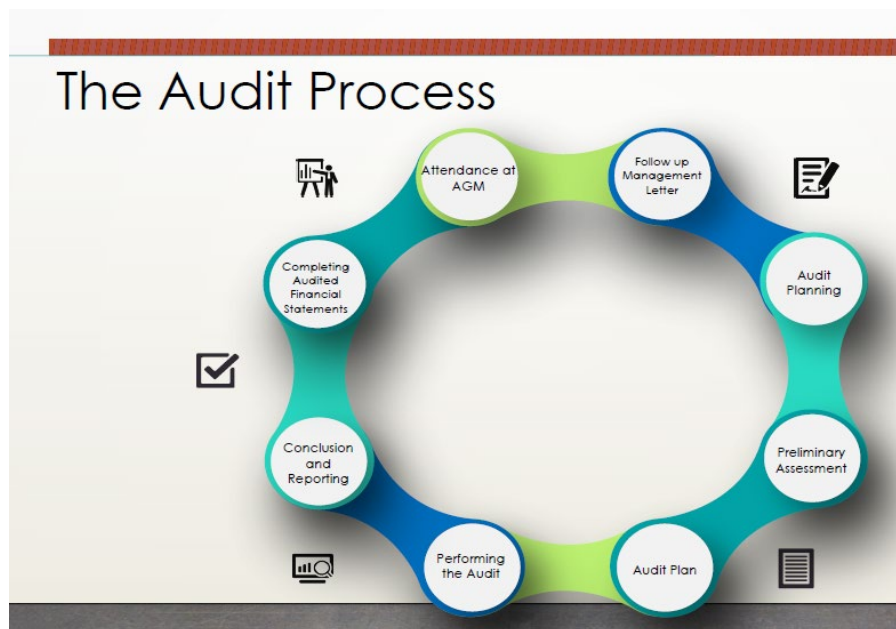 The Audit Process
Attendance at
AGM
Follow up
Management
Letter
Audit
Planning
Preliminary
Assessment
Audit Plan
Performing
the Audit
Conclusion
and
Reporting
Completing
Audited
Financial
Statements